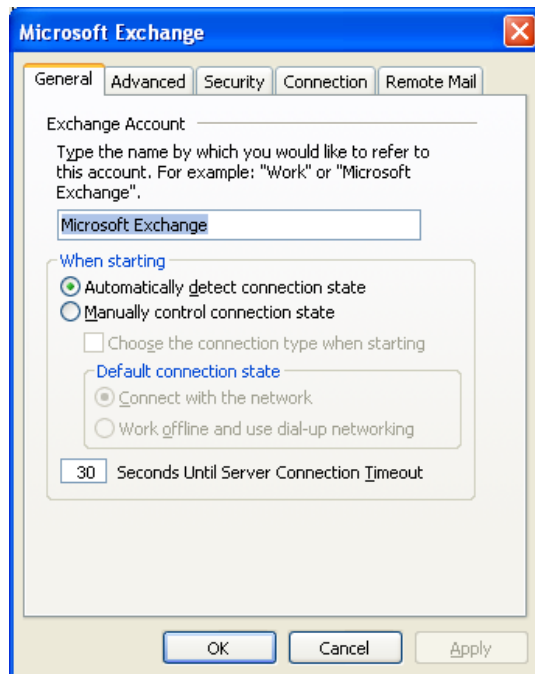 Microsoft Exchange
General Advanced Security Connection Remote Mail
Exchange Account
Type the name by which you would like to refer to
this account. For example: "Work" or "Microsoft
Exchange".
Microsoft Exchange
When starting
Automatically detect connection state
Manually control connection state
Choose the connection type when starting
Default connection state
Connect with the network
Work offline and use dial-up networking
30 Seconds Until Server Connection Timeout
OK Cancel Apply